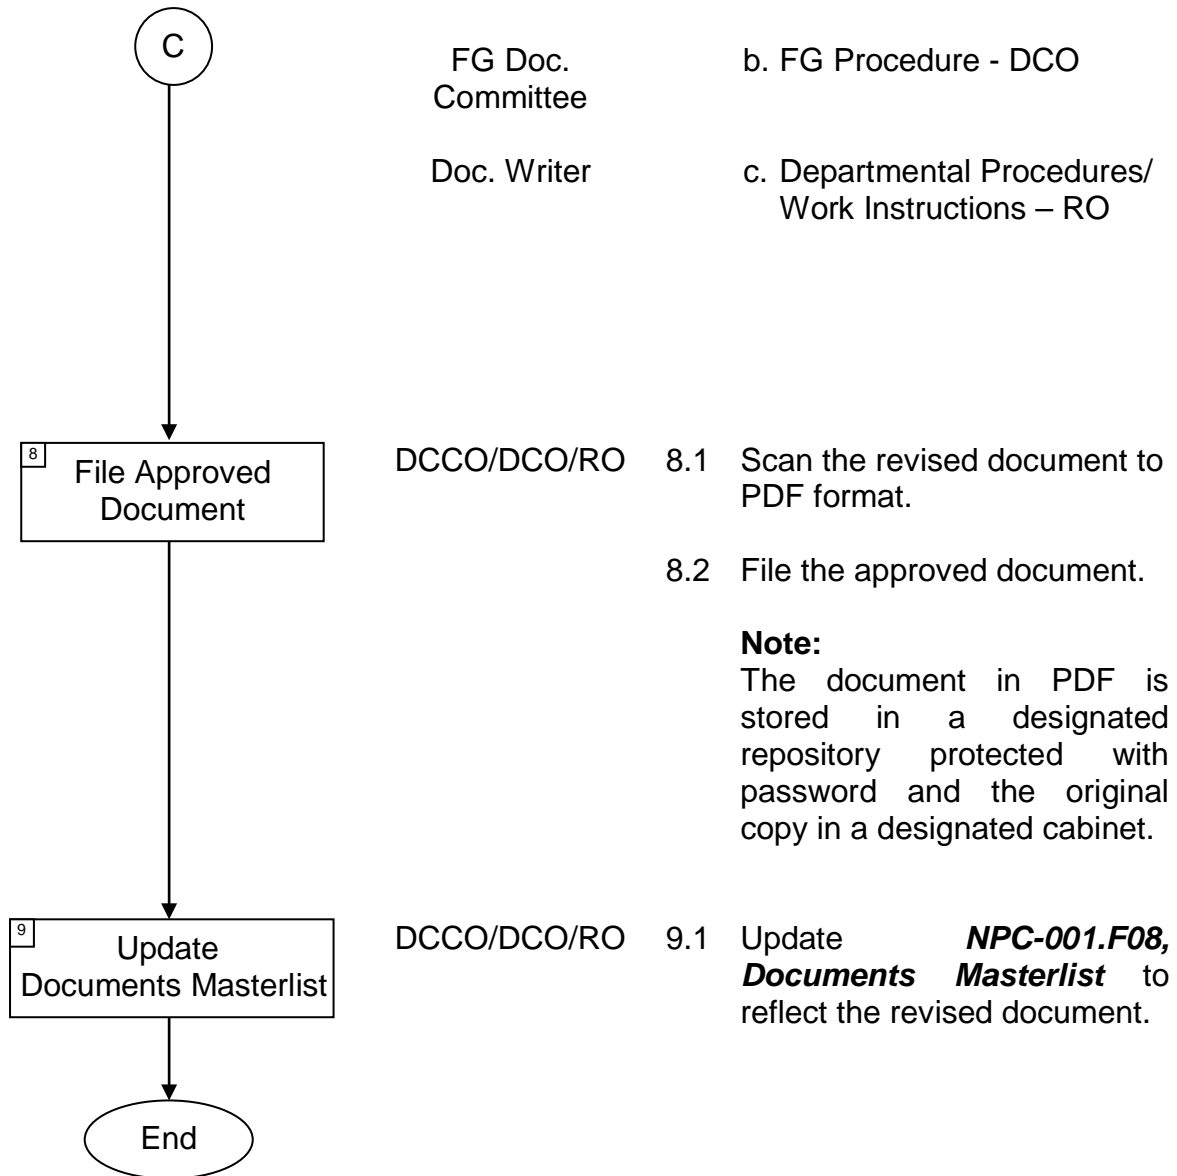 C
FG Doc.
Committee
b. FG Procedure - DCO
Doc. Writer
c. Departmental Procedures/
Work Instructions – RO
8
File Approved
Document
DCCO/DCO/RO
8.1 Scan the revised document to
PDF format.
8.2 File the approved document.
Note:
The document in PDF is
stored in a designated
repository protected with
password and the original
copy in a designated cabinet.
9
Update
Documents Masterlist
DCCO/DCO/RO
9.1 Update NPC-001.F08,
Documents Masterlist to
reflect the revised document.
End